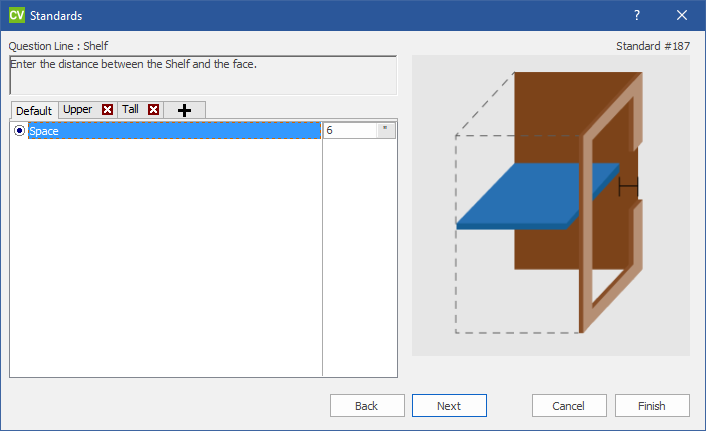 CV Standards ?
Question Line : Shelf Standard #187
Enter the distance between the Shelf and the face.
Default Upper Tall
Space 6 "
Back Next Cancel Finish